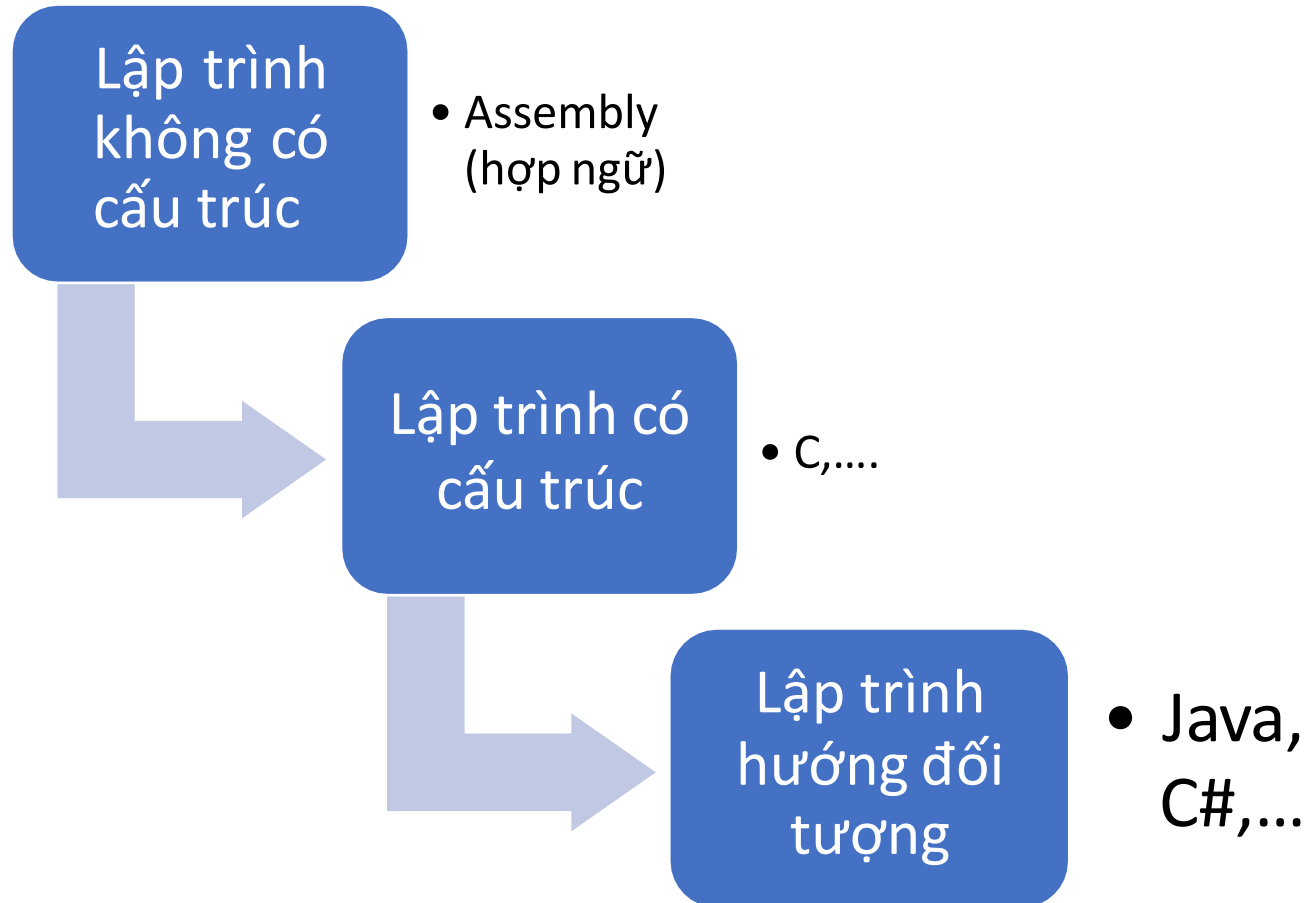 Lập trình
không có
cấu trúc
• Assembly
(hợp ngữ)
Lập trình có
cấu trúc
• C,....
Lập trình
hướng đối
tượng
• Java,
C#,...